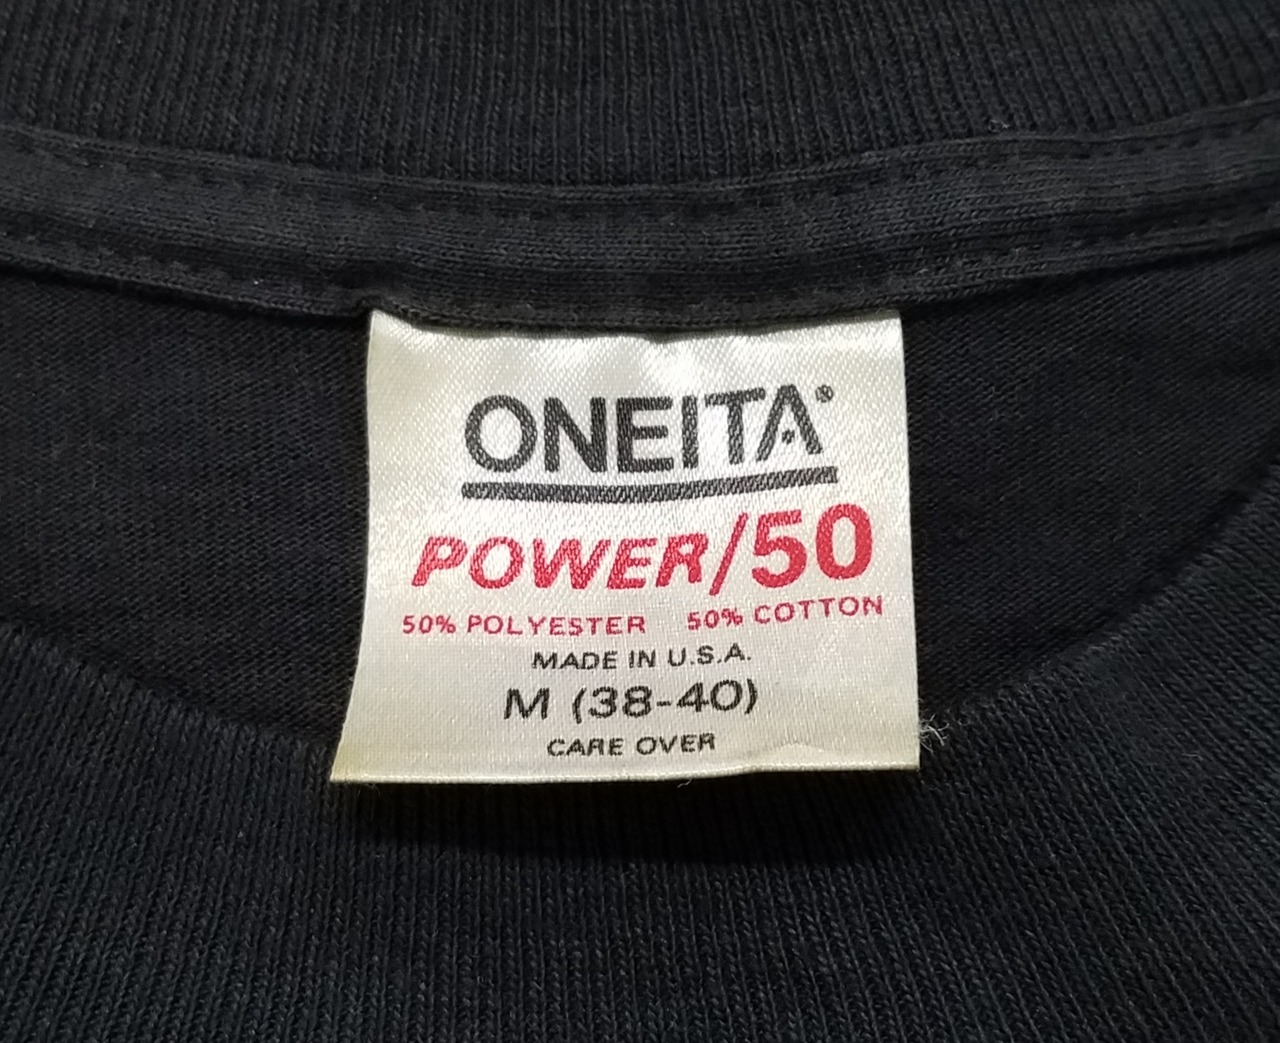 ONEITA®
POWER/50
50% POLYESTER 50% COTTON
MADE IN U.S.A.
M (38-40)
CARE OVER